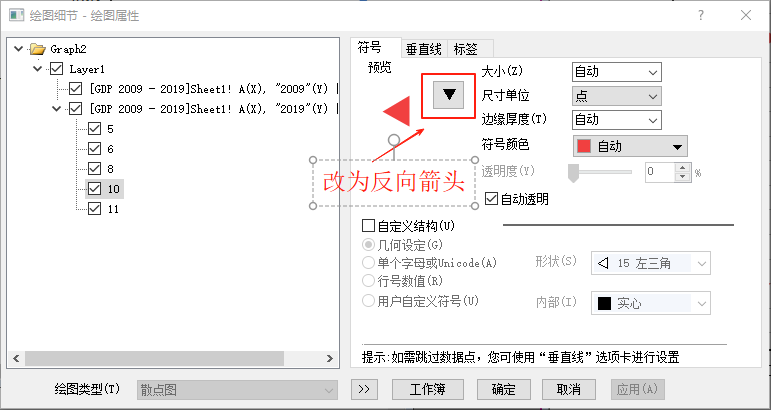 绘图细节 - 绘图属性
Graph2
Layer1
[GDP 2009 - 2019]Sheet1! A(X), "2009"(Y) |
[GDP 2009 - 2019]Sheet1! A(X), "2019"(Y) |
5
6
8
10
11
符号 垂直线 标签
预览
大小(Z) 自动
尺寸单位 点
边缘厚度(T) 自动
符号颜色 自动
透明度(Y) 0 %
自动透明
改为反向箭头
自定义结构(U)
几何设定(G)
单个字母或Unicode(A)
行号数值(R)
用户自定义符号(U)
形状(S) 15 左三角
内部(I) 实心
提示:如需跳过数据点，您可使用“垂直线”选项卡进行设置
绘图类型(T) 散点图 >> 工作簿 确定 取消 应用(A)